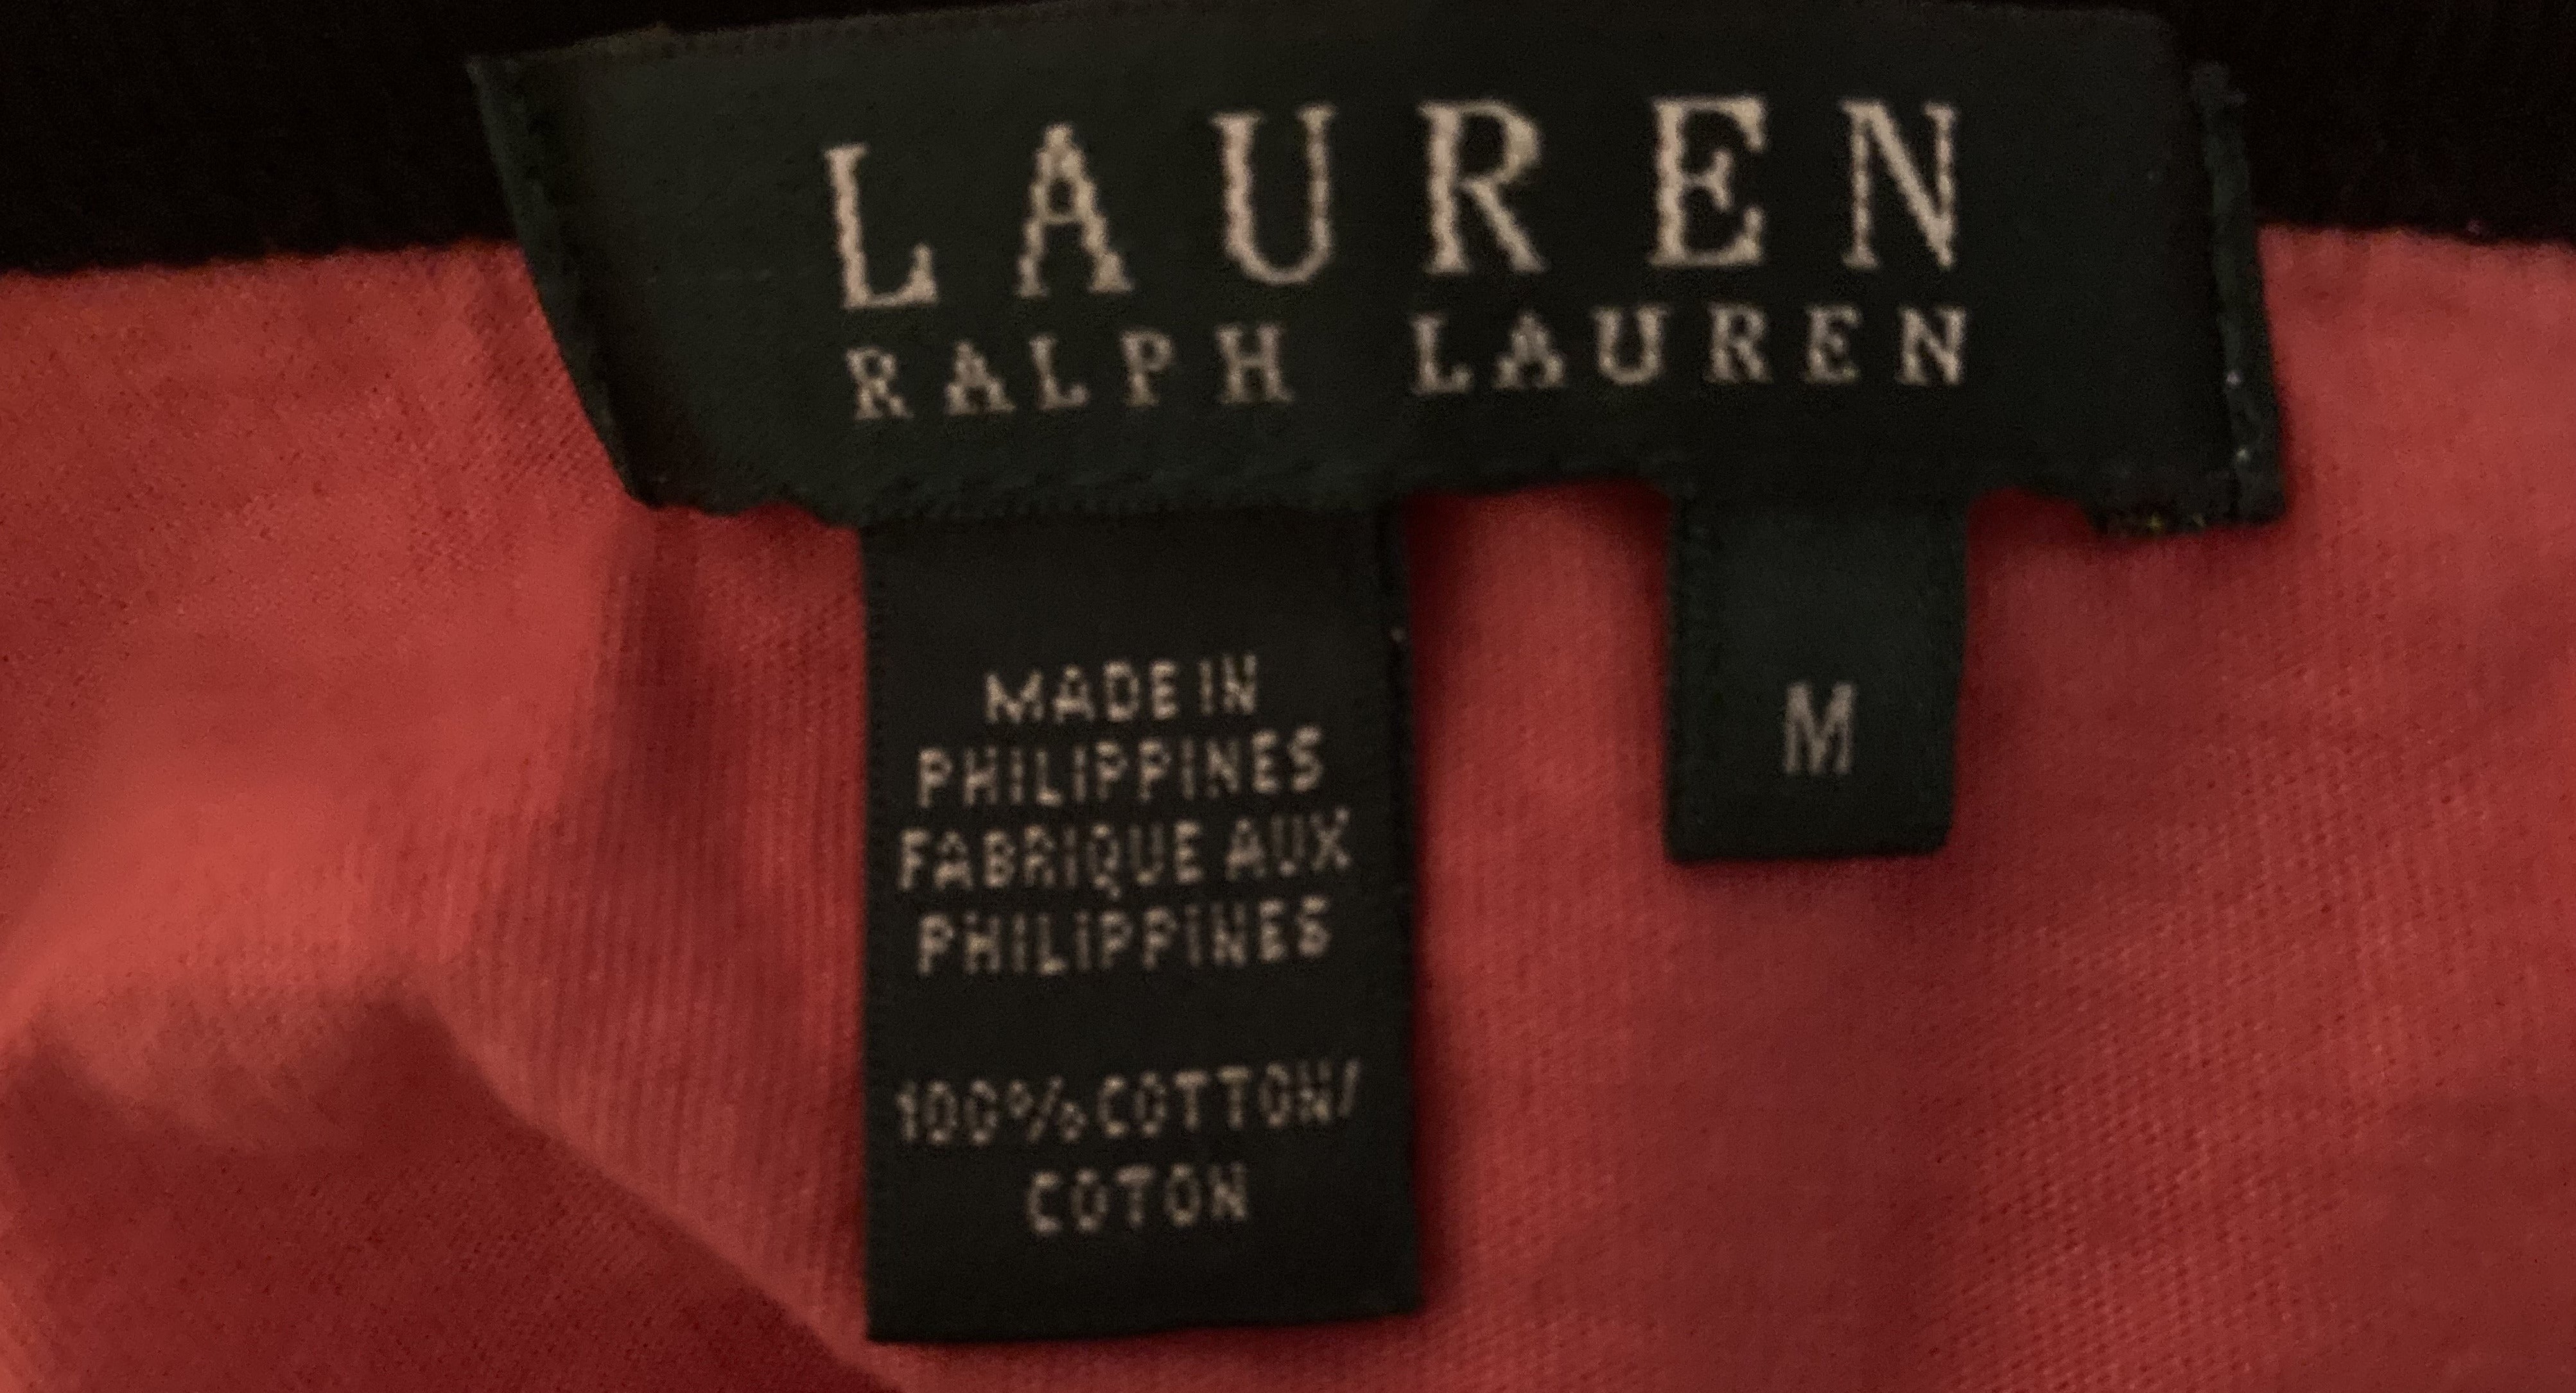 LAUREN
RALPH LAUREN
MADE IN
PHILIPPINES
FABRIQUE AUX
PHILIPPINES
100% COTTON/
COTON
M